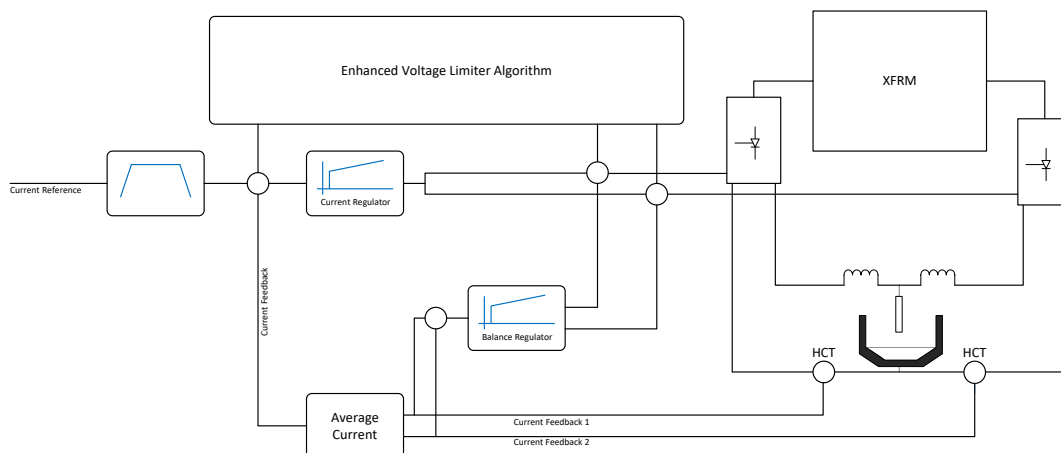 Enhanced Voltage Limiter Algorithm
XFRM
Current Reference
Current Regulator
Current Feedback
Balance Regulator
HCT
HCT
Average
Current
Current Feedback 1
Current Feedback 2